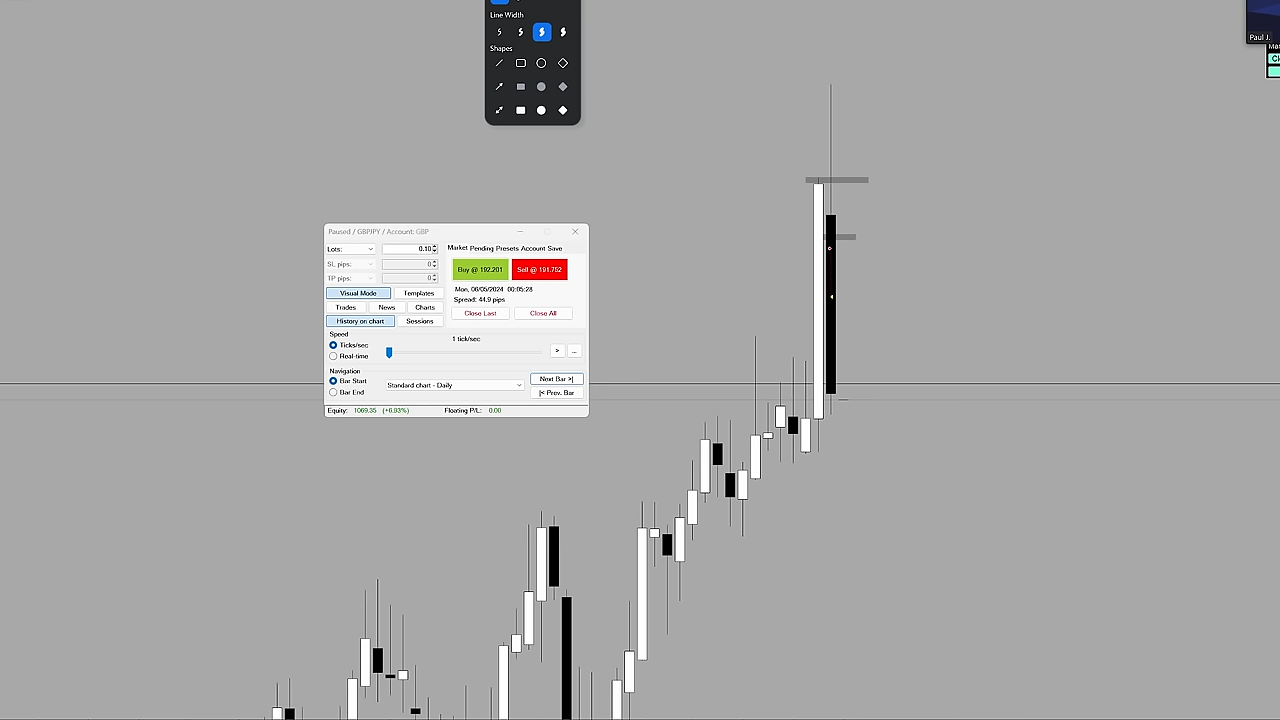 Line Width
Shapes
Paul J.
Paused / GBPJPY / Account: GBP
Lots:
0.10
Market Pending Presets Account Save
SL pips:
0
TP pips:
0
Buy @ 192.201
Sell @ 191.752
Mon, 06/05/2024 00:05:28
Spread: 44.9 pips
Visual Mode
Templates
Trades
News
Charts
Close Last
Close All
History on chart
Sessions
Speed
Ticks/sec
Real-time
1 tick/sec
>
...
Navigation
Bar Start
Bar End
Standard chart - Daily
Next Bar >|
|< Prev. Bar
Equity: 1069.35 (+6.93%)
Floating P/L: 0.00